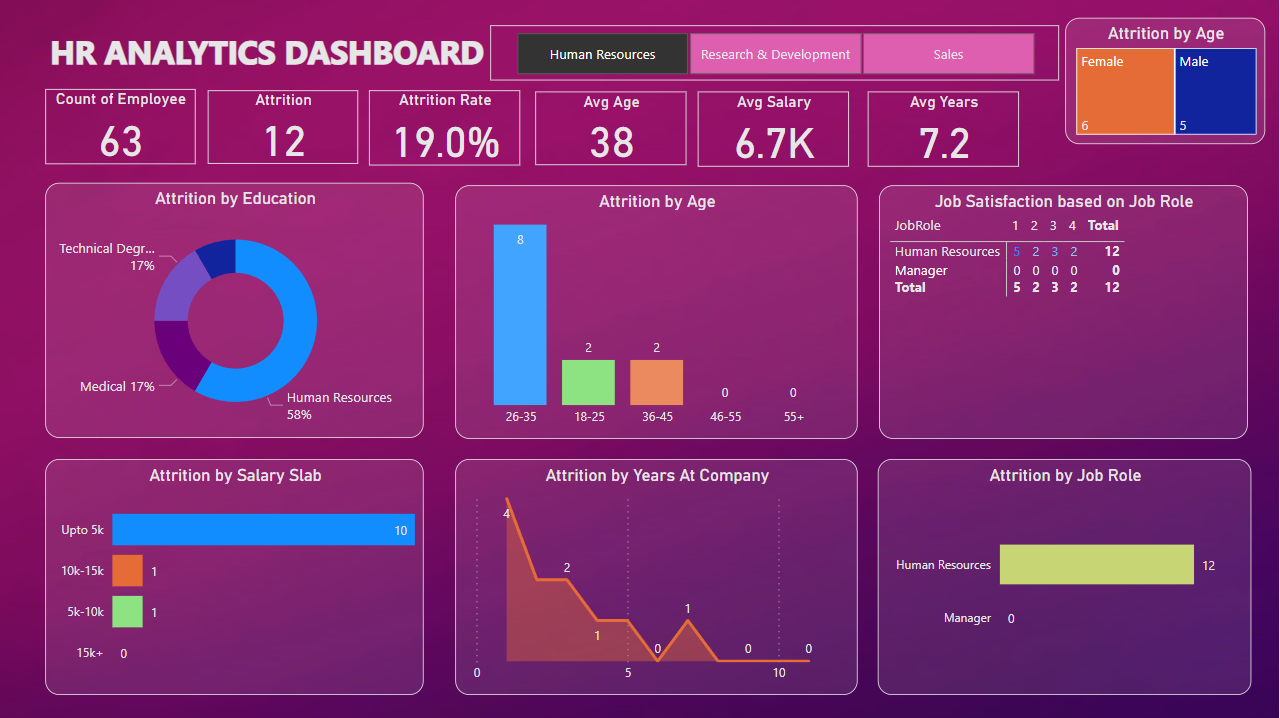 HR ANALYTICS DASHBOARD
Human Resources
Research & Development
Sales
Attrition by Age
Female
6
Male
5
Count of Employee
63
Attrition
12
Attrition Rate
19.0%
Avg Age
38
Avg Salary
6.7K
Avg Years
7.2
Attrition by Education
Technical Degr...
17%
Medical 17%
Human Resources
58%
Attrition by Age
8
2
2
0
0
26-35 18-25 36-45 46-55 55+
Job Satisfaction based on Job Role
JobRole 1 2 3 4 Total
Human Resources 5 2 3 2 12
Manager 0 0 0 0 0
Total 5 2 3 2 12
Attrition by Salary Slab
Upto 5k 10
10k-15k 1
5k-10k 1
15k+ 0
Attrition by Years At Company
4
2
1
0
1
0
0
0 5 10
Attrition by Job Role
Human Resources 12
Manager 0